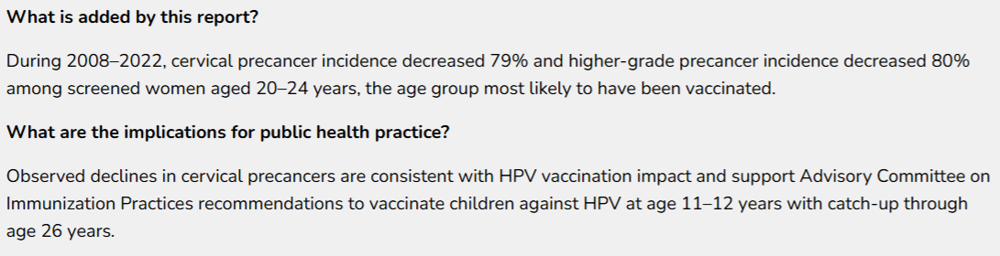 What is added by this report?
During 2008–2022, cervical precancer incidence decreased 79% and higher-grade precancer incidence decreased 80%
among screened women aged 20–24 years, the age group most likely to have been vaccinated.
What are the implications for public health practice?
Observed declines in cervical precancers are consistent with HPV vaccination impact and support Advisory Committee on
Immunization Practices recommendations to vaccinate children against HPV at age 11–12 years with catch-up through
age 26 years.